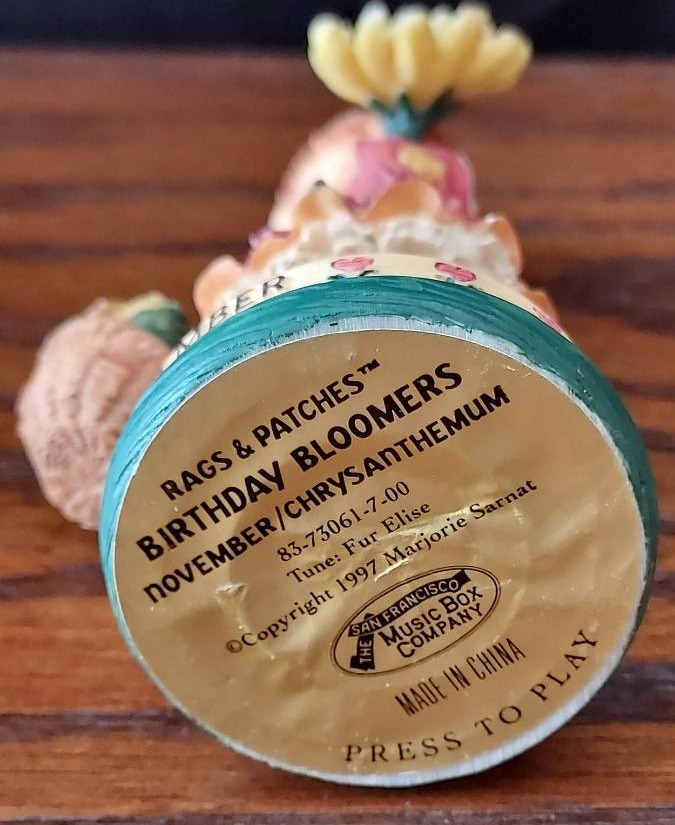 MBER
RAGS & PATCHES™
BIRTHDAY BLOOMERS
NOVEMBER/CHRYSANTHEMUM
83-73061-7-00
Tune: Fur Elise
©Copyright 1997 Marjorie Sarnat
THE SAN FRANCISCO
MUSIC BOX
COMPANY
MADE IN CHINA
PRESS TO PLAY